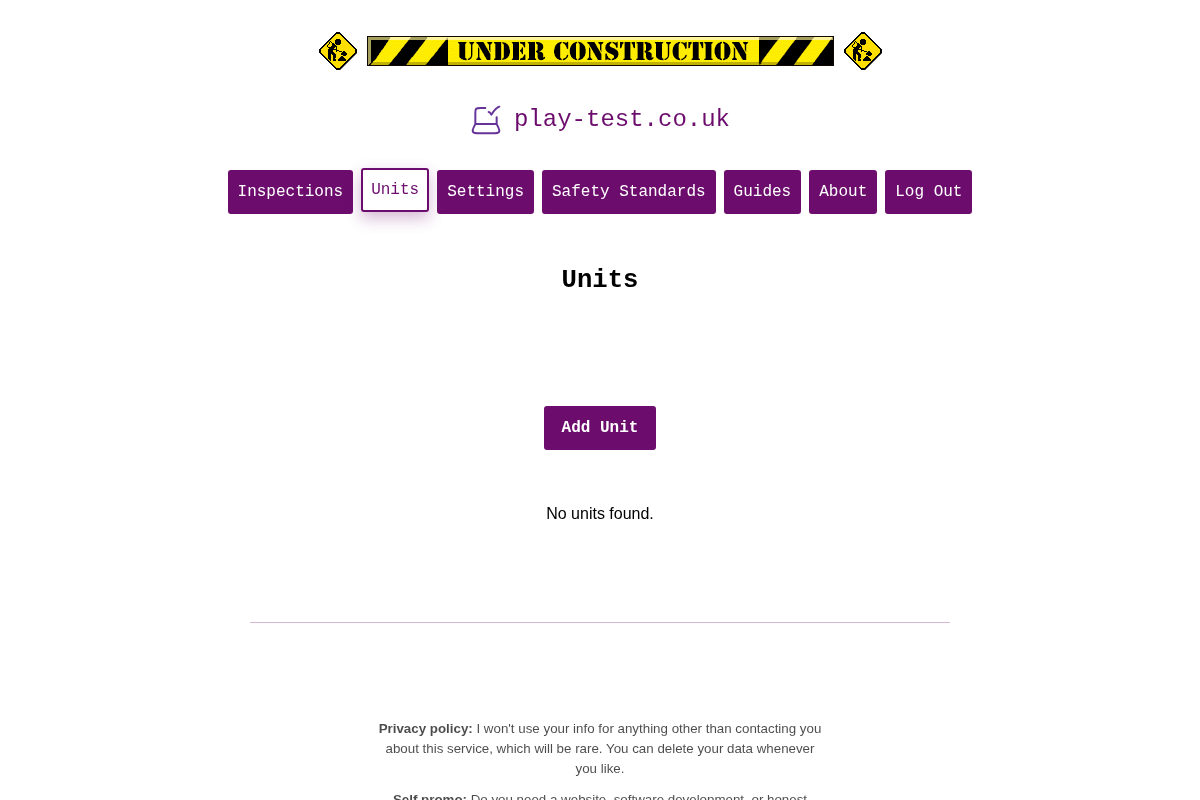 UNDER CONSTRUCTION
play-test.co.uk
Inspections Units Settings Safety Standards Guides About Log Out
Units
Add Unit
No units found.
Privacy policy: I won't use your info for anything other than contacting you
about this service, which will be rare. You can delete your data whenever
you like.
Self promo: Do you need a website, software development, or honest